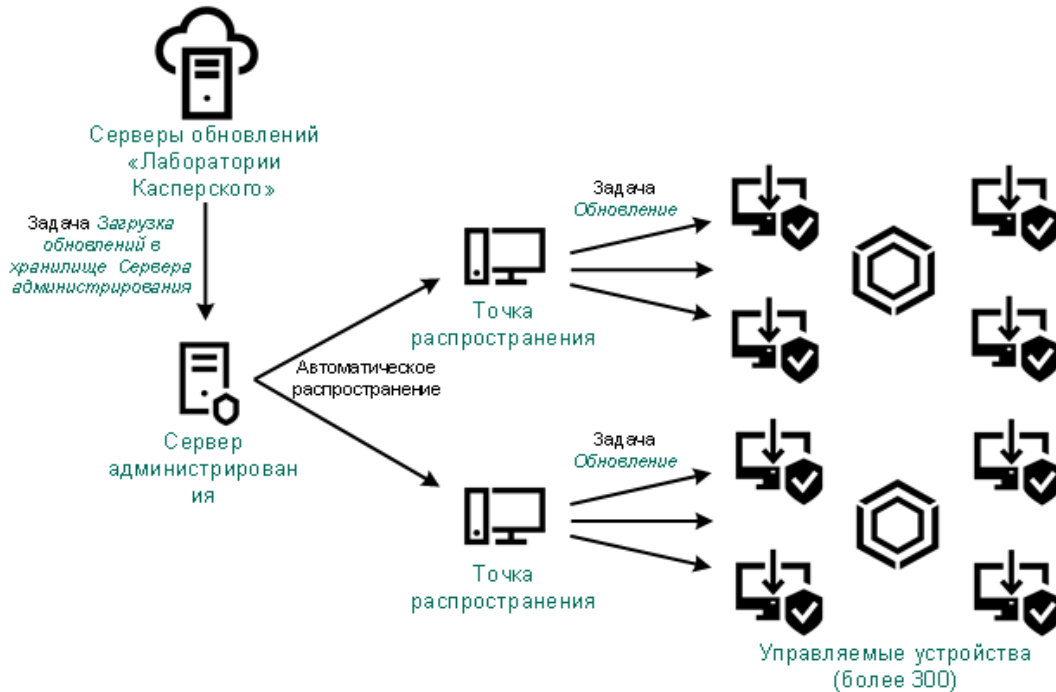 Серверы обновлений
«Лаборатории
Касперского»
Задача Загрузка
обновлений в
хранилище Сервера
администрирования
Сервер
администрирован
ия
Автоматическое
распространение
Точка
распространения
Задача
Обновление
Точка
распространения
Задача
Обновление
Управляемые устройства
(более 300)